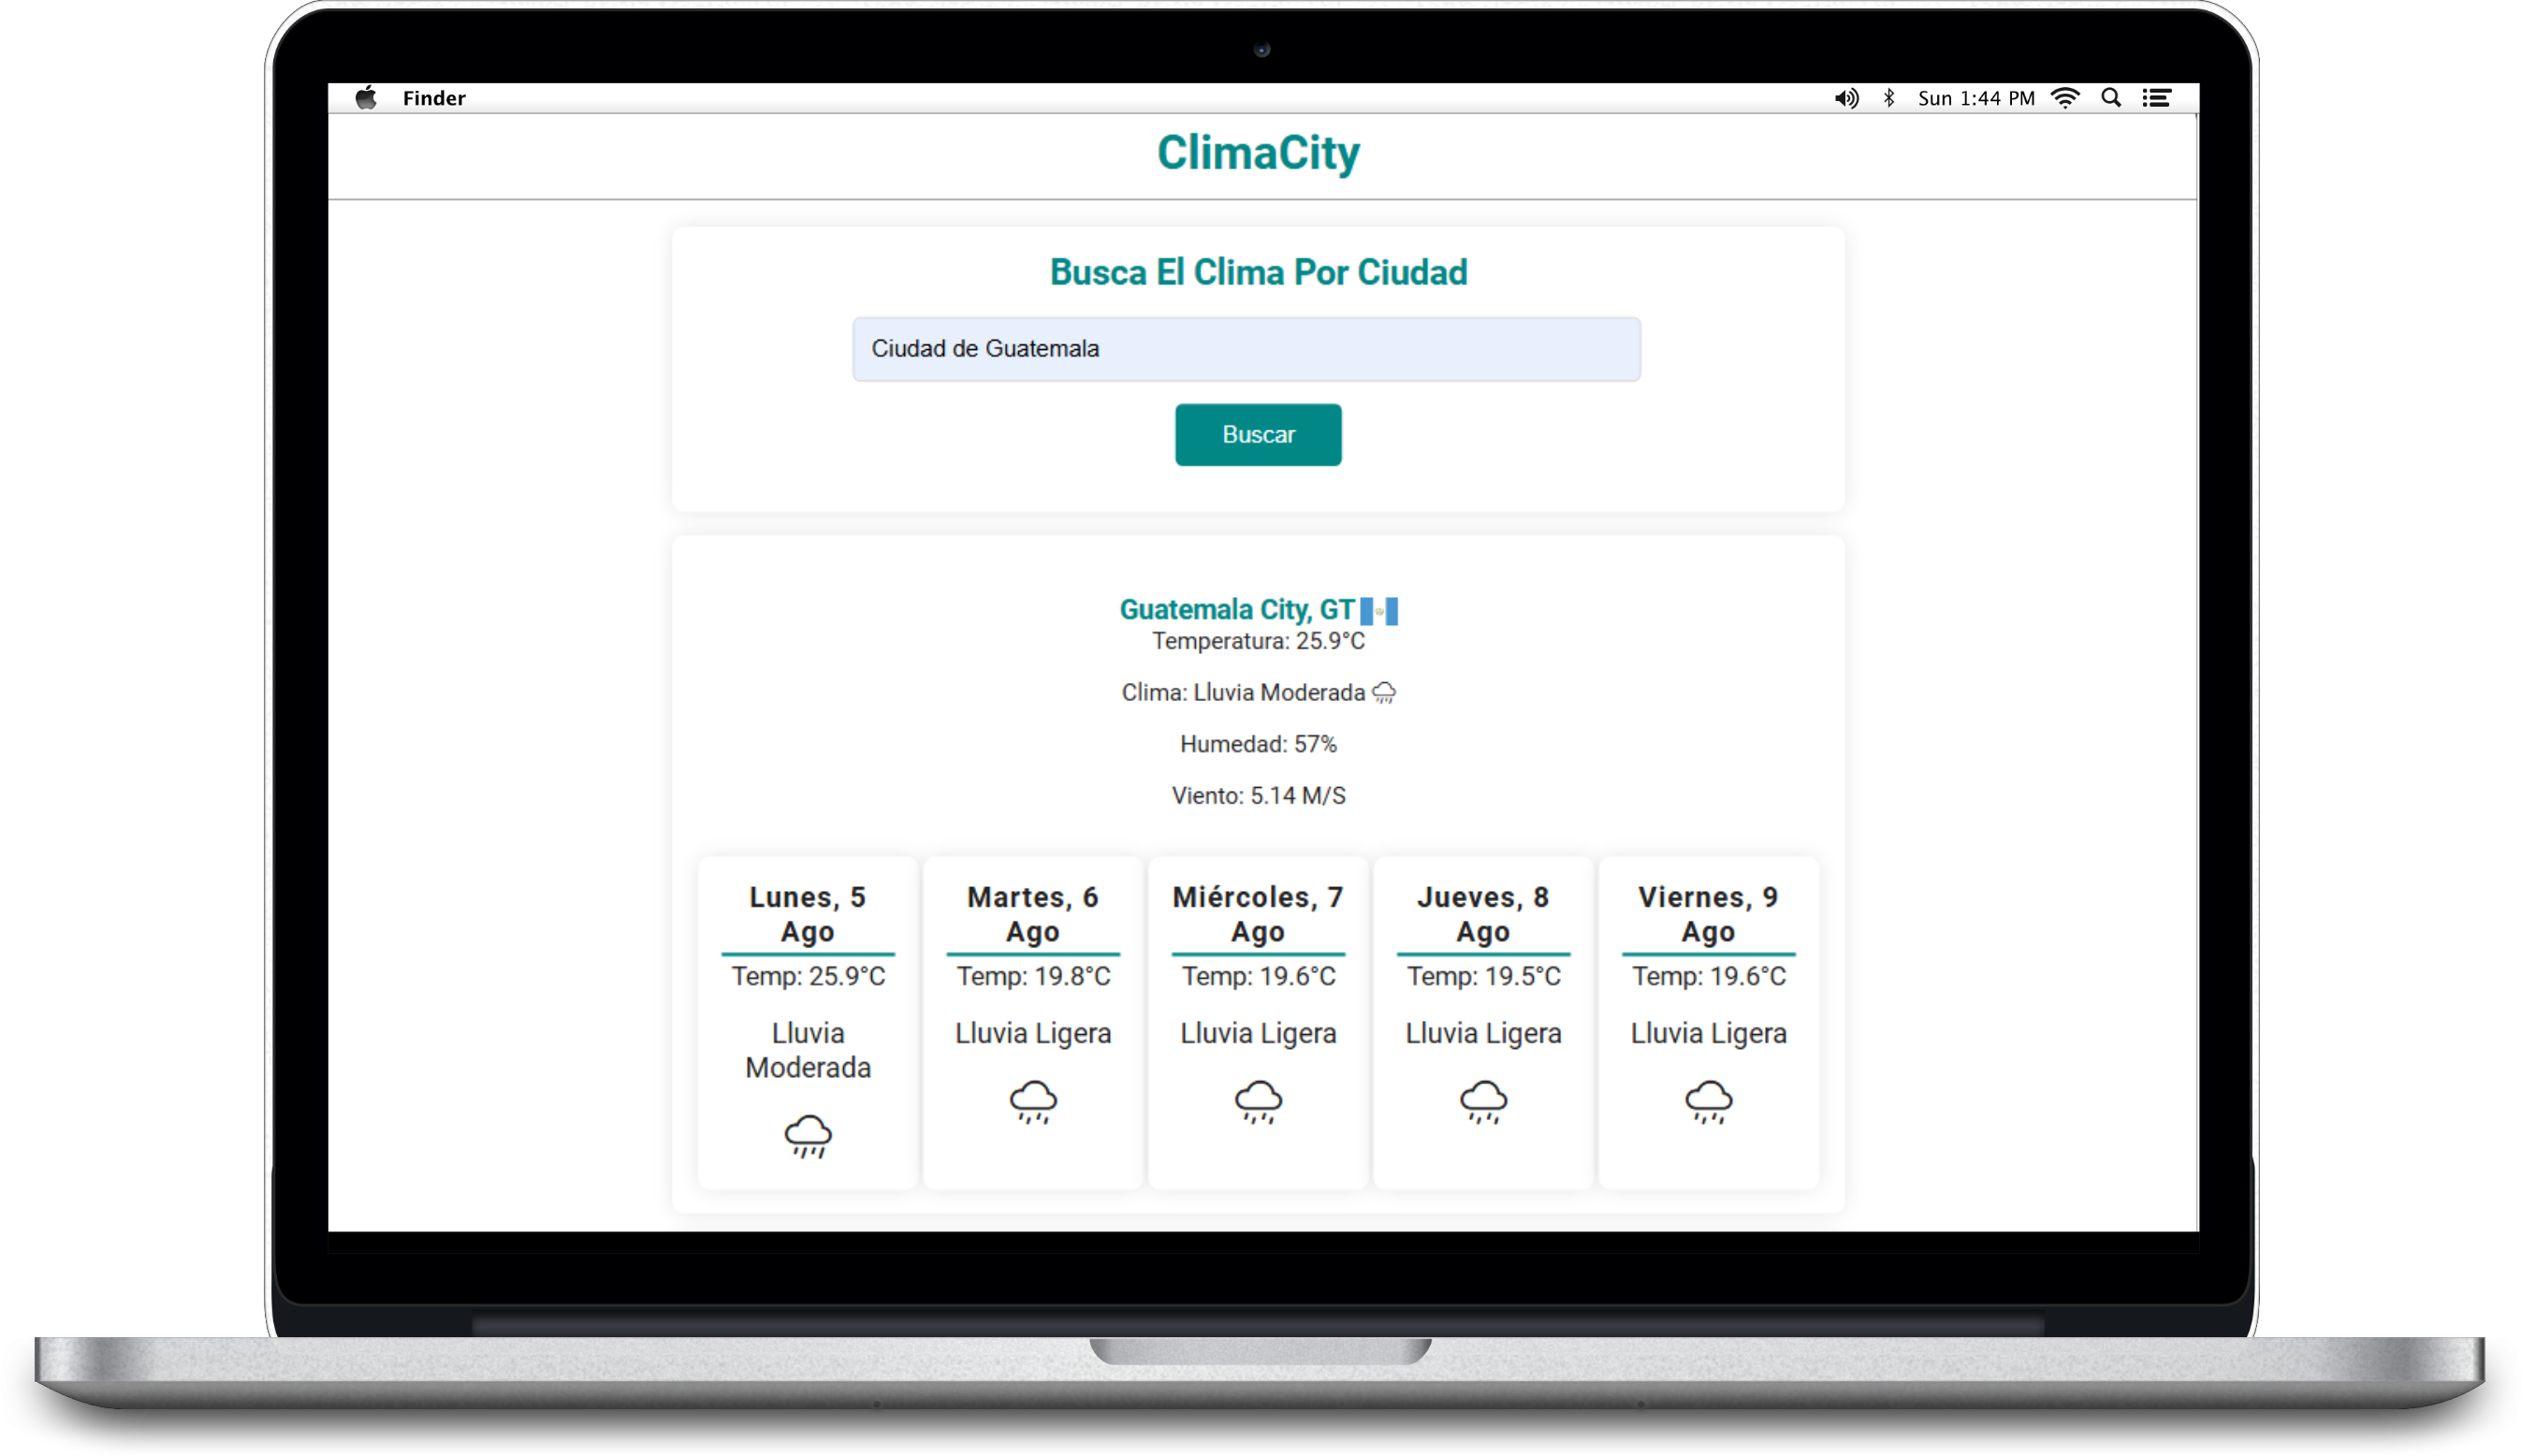 Finder
Sun 1:44 PM
ClimaCity
Busca El Clima Por Ciudad
Ciudad de Guatemala
Buscar
Guatemala City, GT
Temperatura: 25.9°C
Clima: Lluvia Moderada
Humedad: 57%
Viento: 5.14 M/S
Lunes, 5
Ago
Temp: 25.9°C
Lluvia
Moderada
Martes, 6
Ago
Temp: 19.8°C
Lluvia Ligera
Miércoles, 7
Ago
Temp: 19.6°C
Lluvia Ligera
Jueves, 8
Ago
Temp: 19.5°C
Lluvia Ligera
Viernes, 9
Ago
Temp: 19.6°C
Lluvia Ligera